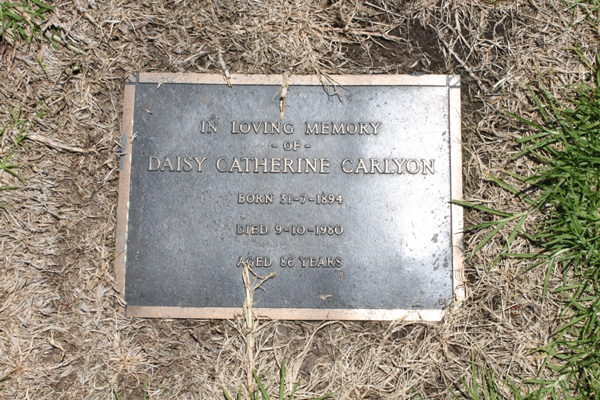 IN LOVING MEMORY
- OF -
DAISY CATHERINE CARLYON
BORN 31-7-1894
DIED 9-10-1980
AGED 86 YEARS